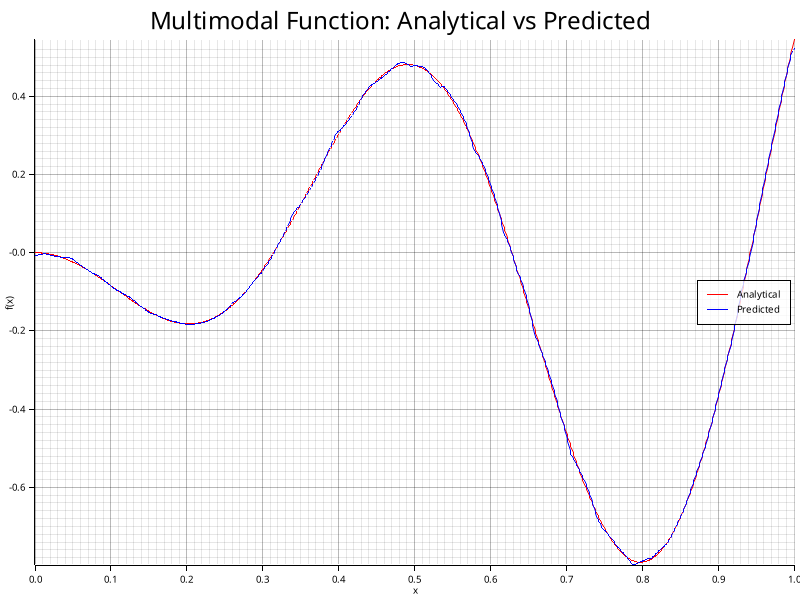 Multimodal Function: Analytical vs Predicted
0.4
0.2
-0.0
-0.2
-0.4
-0.6
f(x)
Analytical
Predicted
0.0 0.1 0.2 0.3 0.4 0.5 0.6 0.7 0.8 0.9 1.0
x